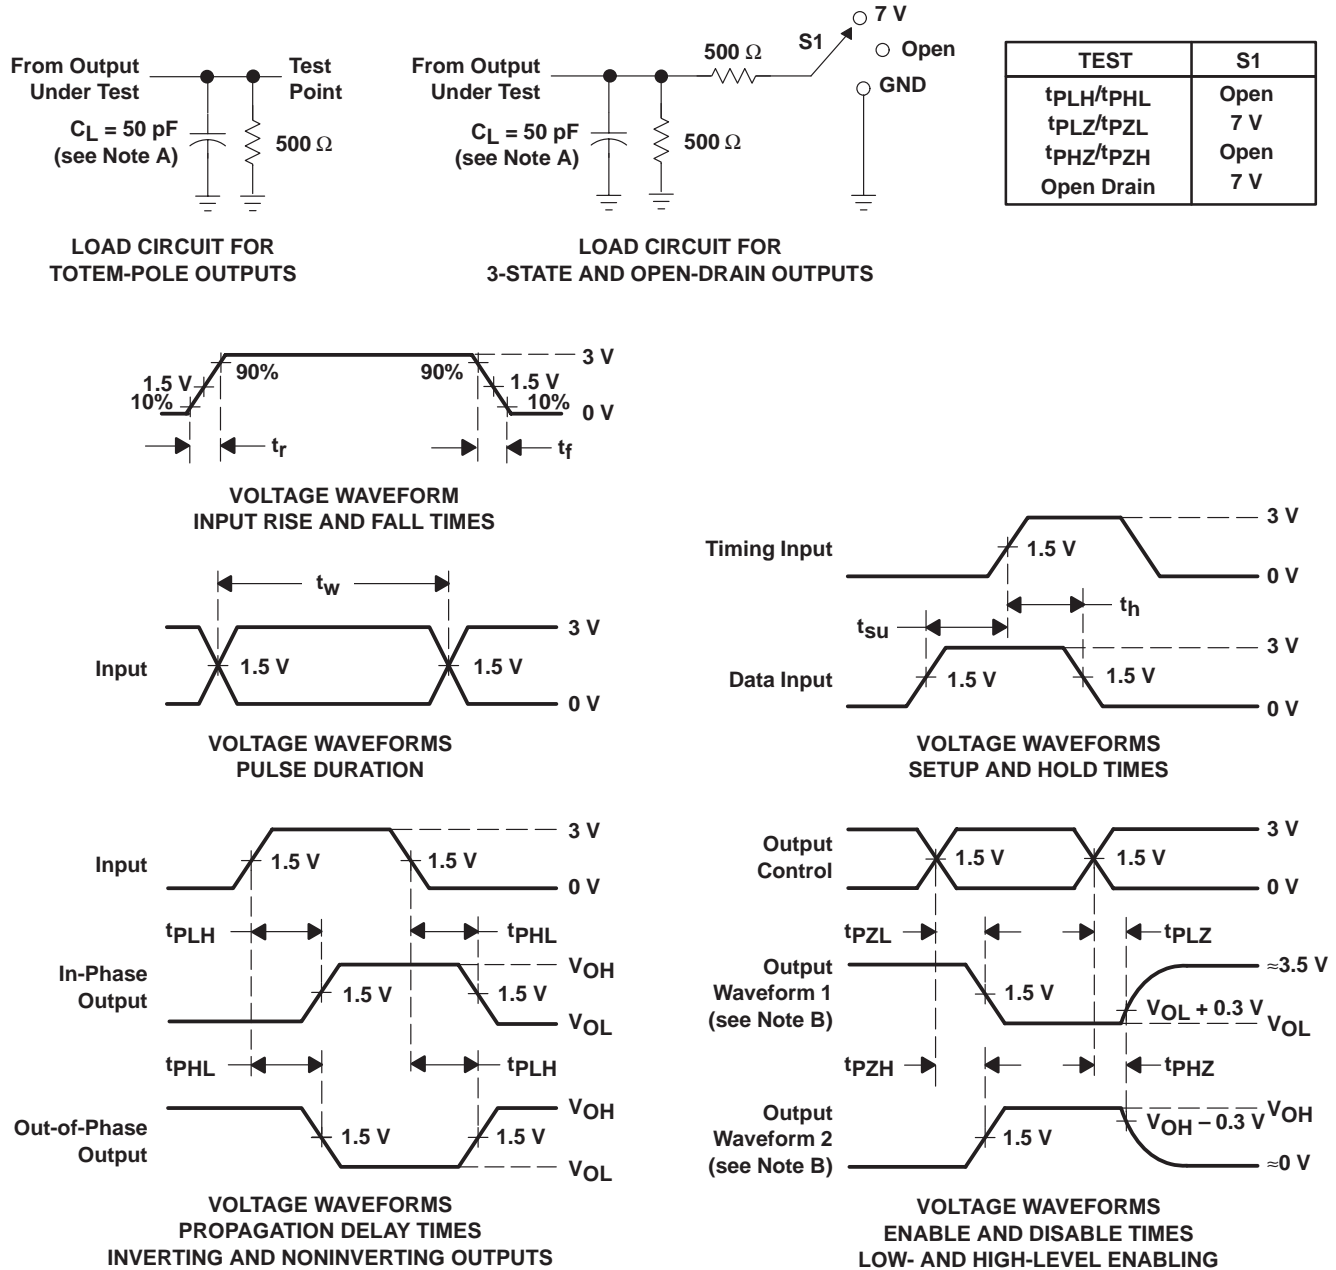 From Output
Under Test
Test
Point
CL = 50 pF
(see Note A)
500 Ω
LOAD CIRCUIT FOR
TOTEM-POLE OUTPUTS
From Output
Under Test
CL = 50 pF
(see Note A)
500 Ω
500 Ω
S1
7 V
Open
GND
LOAD CIRCUIT FOR
3-STATE AND OPEN-DRAIN OUTPUTS
TEST S1
tPLH/tPHL Open
tPLZ/tPZL 7 V
tPHZ/tPZH Open
Open Drain 7 V
3 V
90% 90%
1.5 V 1.5 V
10% 10%
0 V
tr tf
VOLTAGE WAVEFORM
INPUT RISE AND FALL TIMES
tw
3 V
Input 1.5 V 1.5 V
0 V
VOLTAGE WAVEFORMS
PULSE DURATION
3 V
Timing Input 1.5 V
0 V
th
tsu
3 V
Data Input 1.5 V 1.5 V
0 V
VOLTAGE WAVEFORMS
SETUP AND HOLD TIMES
3 V
Input 1.5 V 1.5 V
0 V
tPLH tPHL
In-Phase
Output
VOH
1.5 V 1.5 V
VOL
tPHL tPLH
Out-of-Phase
Output
VOH
1.5 V 1.5 V
VOL
VOLTAGE WAVEFORMS
PROPAGATION DELAY TIMES
INVERTING AND NONINVERTING OUTPUTS
Output
Control
3 V
1.5 V 1.5 V
0 V
tPZL tPLZ
Output
Waveform 1
(see Note B)
≈3.5 V
1.5 V
VOL + 0.3 V
VOL
tPZH tPHZ
Output
Waveform 2
(see Note B)
VOH
VOH − 0.3 V
1.5 V
≈0 V
VOLTAGE WAVEFORMS
ENABLE AND DISABLE TIMES
LOW- AND HIGH-LEVEL ENABLING